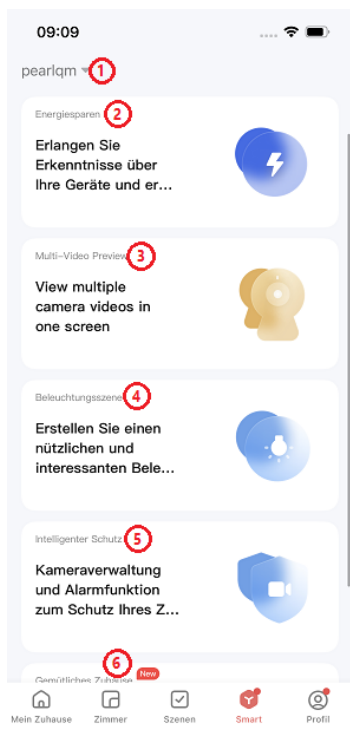 09:09
pearlqm
1
Energiesparen
2
Erlangen Sie
Erkenntnisse über
Ihre Geräte und er...
Multi-Video Preview
3
View multiple
camera videos in
one screen
Beleuchtungsszene
4
Erstellen Sie einen
nützlichen und
interessanten Bele...
Intelligenter Schutz
5
Kameraverwaltung
und Alarmfunktion
zum Schutz Ihres Z...
6
Gemütliches Zuhause New
Mein Zuhause Zimmer Szenen Smart Profil